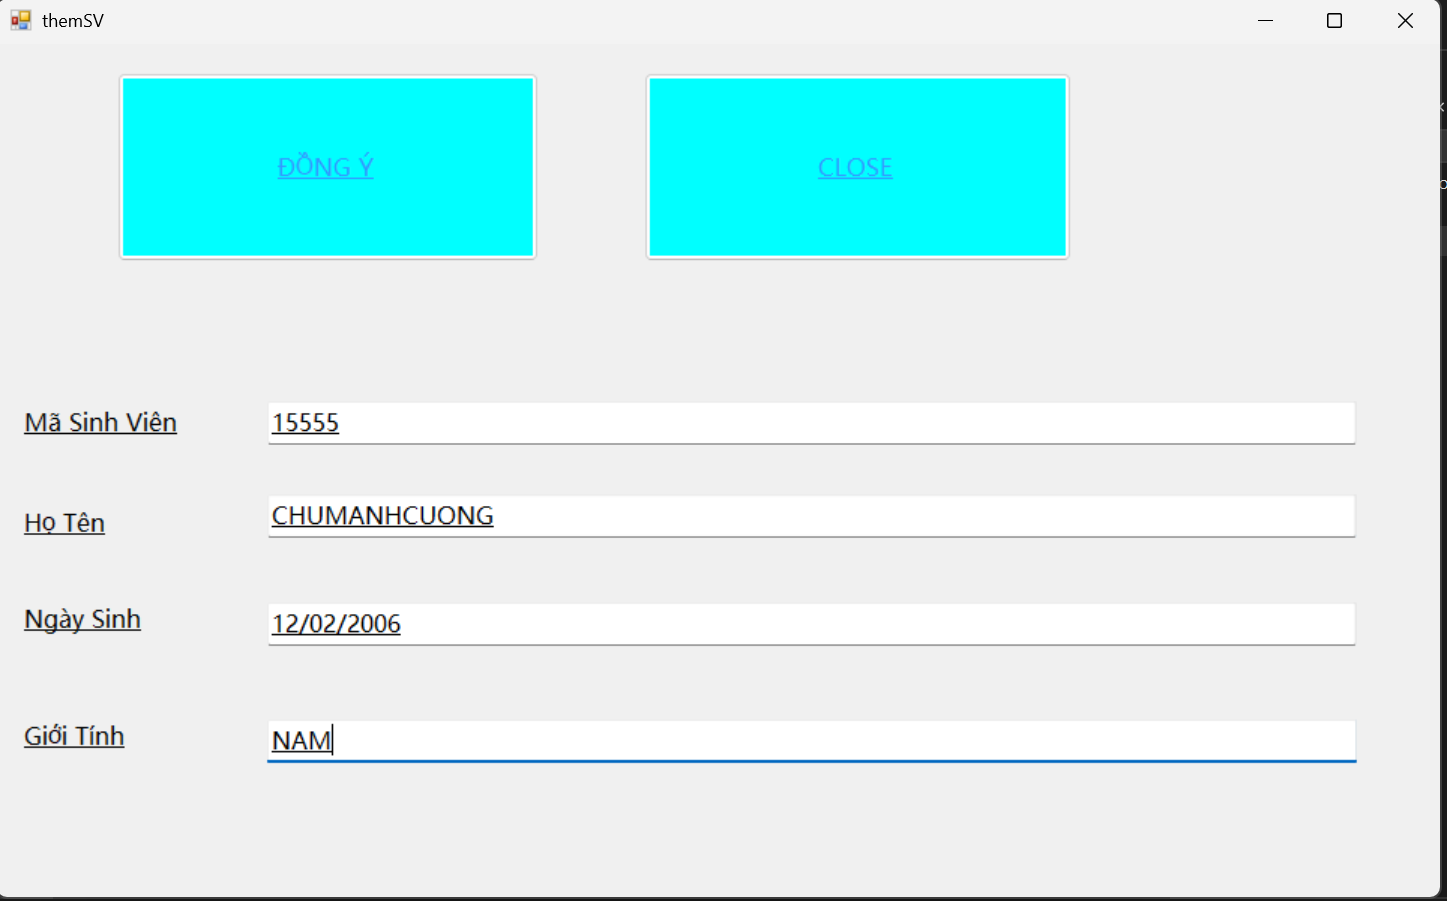 themSV
ĐỒNG Ý
CLOSE
Mã Sinh Viên
15555
Họ Tên
CHUMANHCUONG
Ngày Sinh
12/02/2006
Giới Tính
NAM